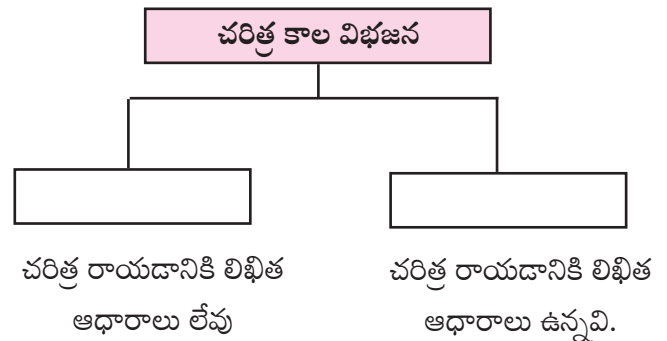 చరిత్ర కాల విభజన
చరిత్ర రాయడానికి లిఖిత
ఆధారాలు లేవు
చరిత్ర రాయడానికి లిఖిత
ఆధారాలు ఉన్నవి.